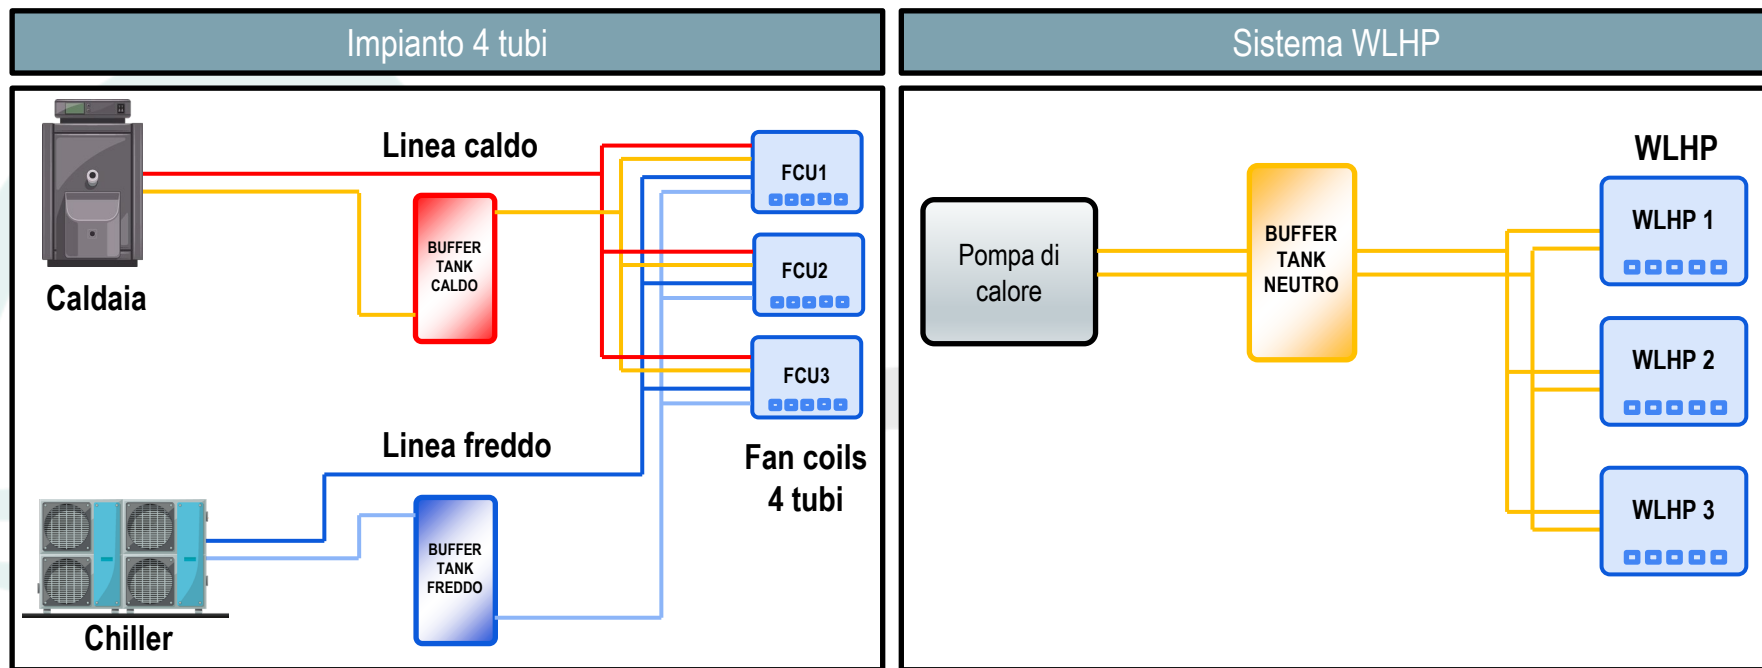 Impianto 4 tubi
Linea caldo
FCU1
BUFFER
TANK
CALDO
FCU2
Caldaia
FCU3
Linea freddo
Fan coils
4 tubi
BUFFER
TANK
FREDDO
Chiller
Sistema WLHP
WLHP
Pompa di
calore
BUFFER
TANK
NEUTRO
WLHP 1
WLHP 2
WLHP 3